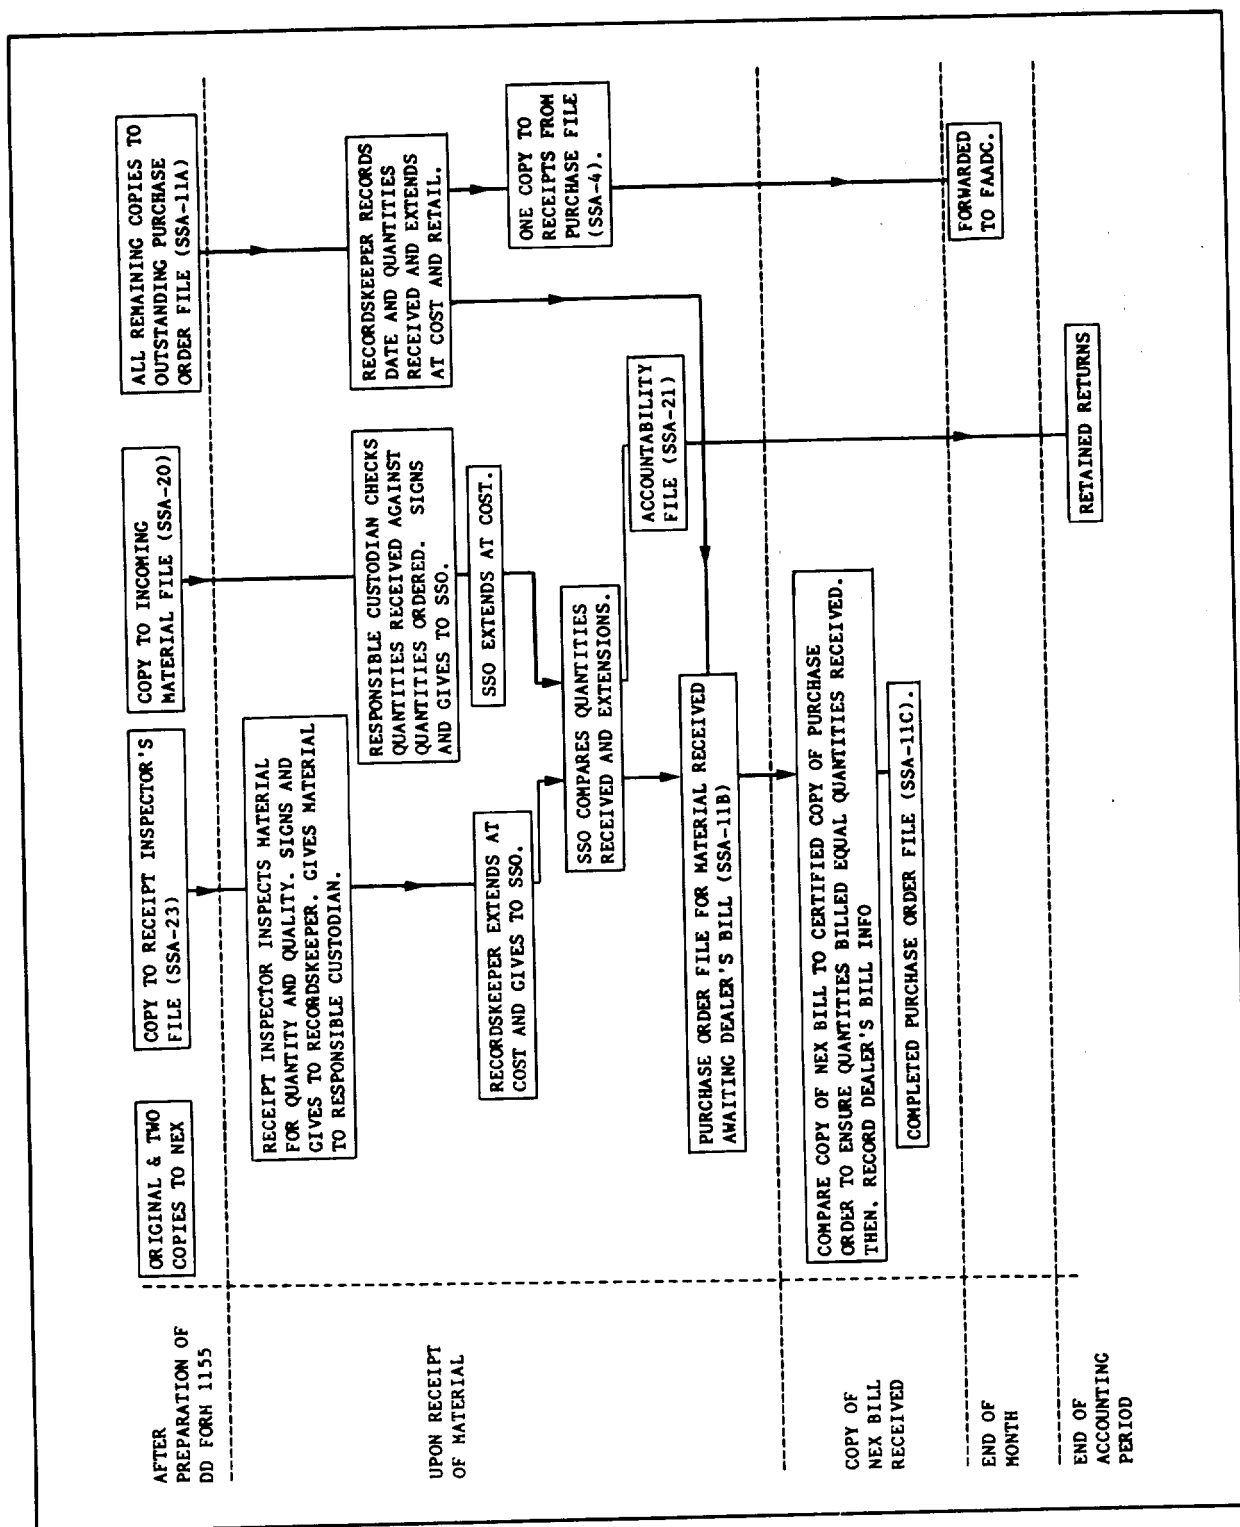 AFTER
PREPARATION OF
DD FORM 1155
ORIGINAL & TWO
COPIES TO NEX
COPY TO RECEIPT INSPECTOR'S
FILE (SSA-23)
COPY TO INCOMING
MATERIAL FILE (SSA-20)
ALL REMAINING COPIES TO
OUTSTANDING PURCHASE
ORDER FILE (SSA-11A)
UPON RECEIPT
OF MATERIAL
RECEIPT INSPECTOR INSPECTS MATERIAL
FOR QUANTITY AND QUALITY. SIGNS AND
GIVES TO RECORDSKEEPER. GIVES MATERIAL
TO RESPONSIBLE CUSTODIAN.
RESPONSIBLE CUSTODIAN CHECKS
QUANTITIES RECEIVED AGAINST
QUANTITIES ORDERED. SIGNS
AND GIVES TO SSO.
RECORDSKEEPER RECORDS
DATE AND QUANTITIES
RECEIVED AND EXTENDS
AT COST AND RETAIL.
RECORDSKEEPER EXTENDS AT
COST AND GIVES TO SSO.
SSO EXTENDS AT COST.
ONE COPY TO
RECEIPTS FROM
PURCHASE FILE
(SSA-4).
SSO COMPARES QUANTITIES
RECEIVED AND EXTENSIONS.
ACCOUNTABILITY
FILE (SSA-21)
PURCHASE ORDER FILE FOR MATERIAL RECEIVED
AWAITING DEALER'S BILL (SSA-11B)
COPY OF
NEX BILL
RECEIVED
COMPARE COPY OF NEX BILL TO CERTIFIED COPY OF PURCHASE
ORDER TO ENSURE QUANTITIES BILLED EQUAL QUANTITIES RECEIVED.
THEN, RECORD DEALER'S BILL INFO
COMPLETED PURCHASE ORDER FILE (SSA-11C).
END OF
MONTH
FORWARDED
TO FAADC.
END OF
ACCOUNTING
PERIOD
RETAINED RETURNS